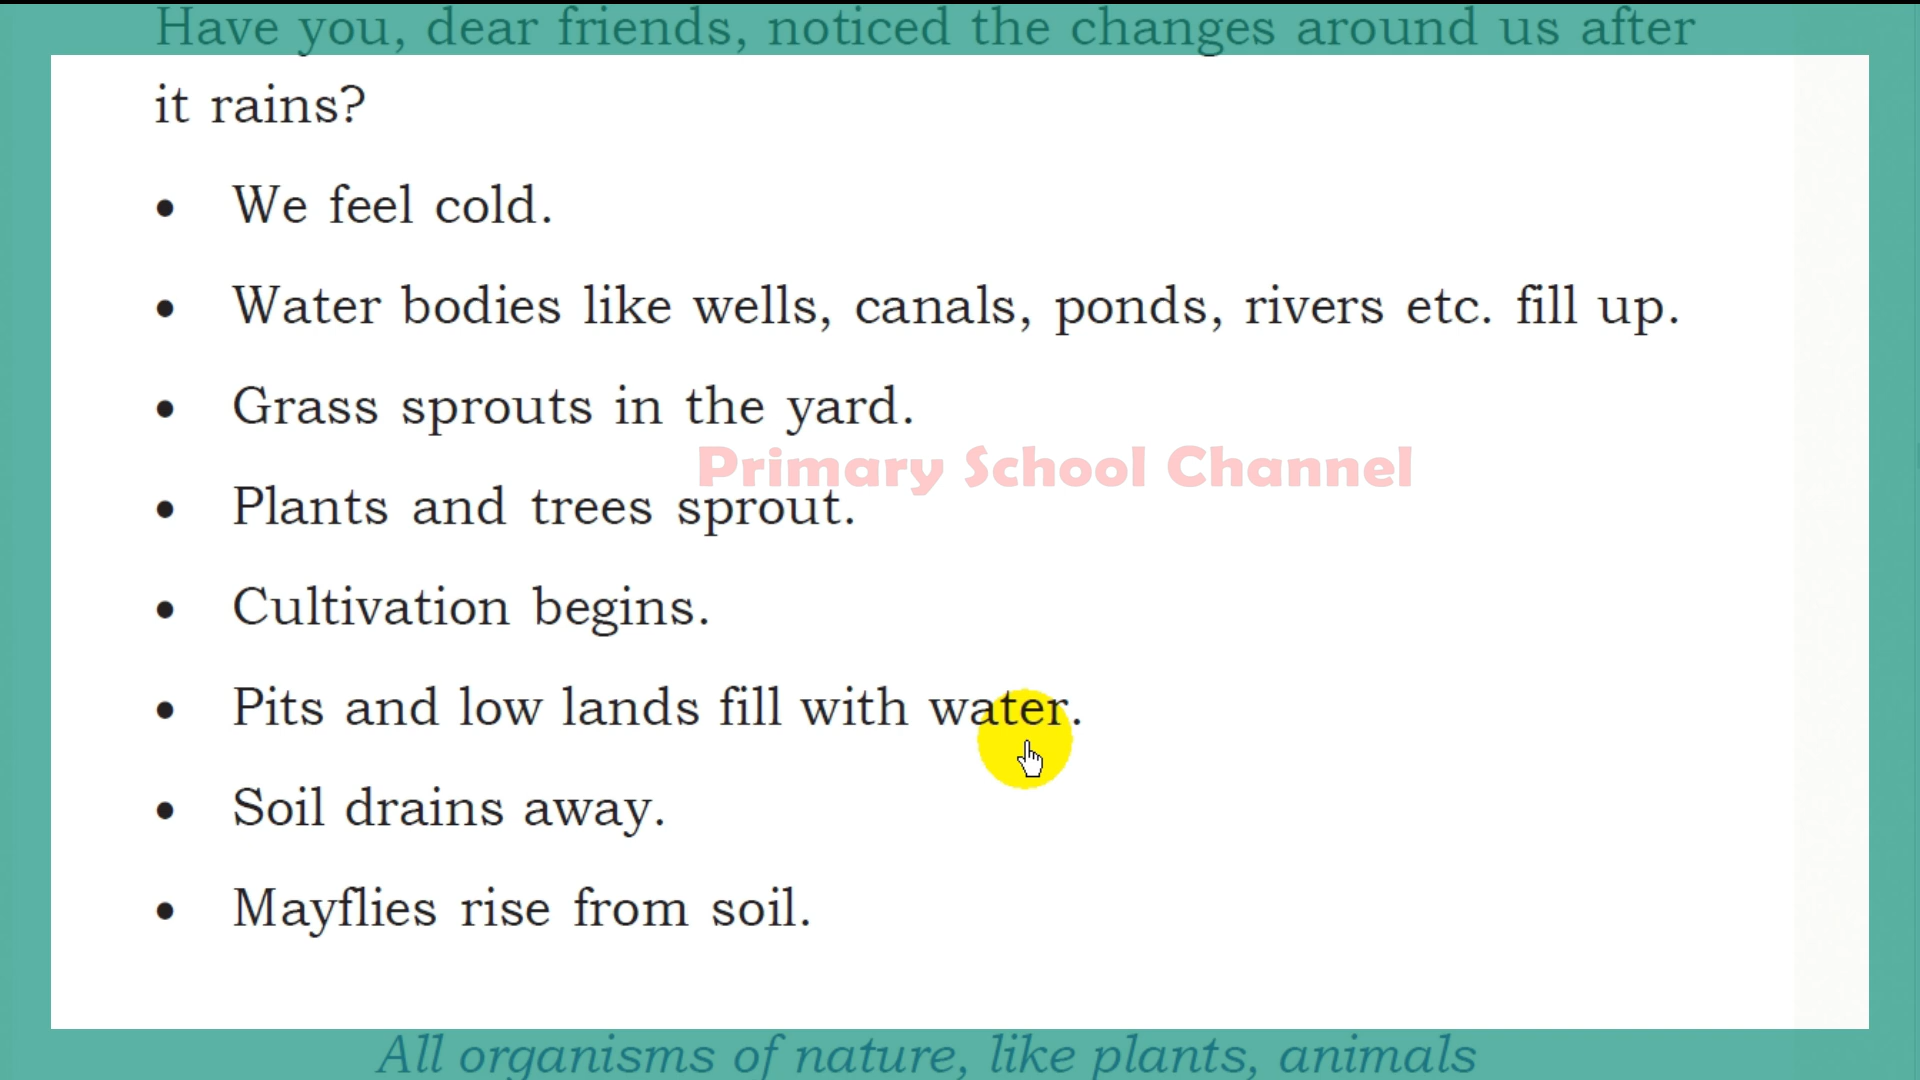 Have you, dear friends, noticed the changes around us after
it rains?
• We feel cold.
• Water bodies like wells, canals, ponds, rivers etc. fill up.
• Grass sprouts in the yard.
Primary School Channel
• Plants and trees sprout.
• Cultivation begins.
• Pits and low lands fill with water.
• Soil drains away.
• Mayflies rise from soil.
All organisms of nature, like plants, animals